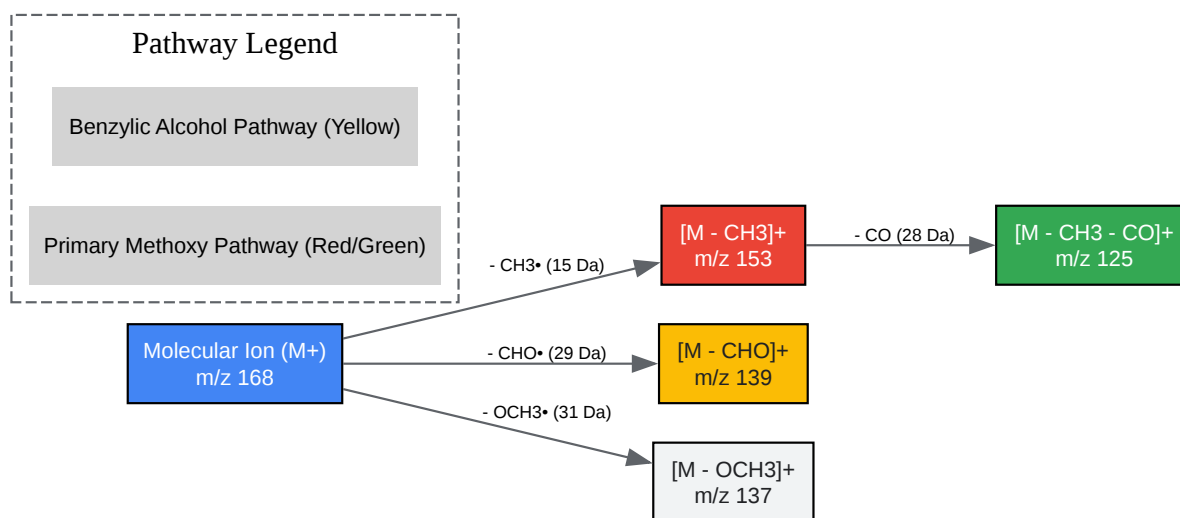 Pathway Legend
Benzylic Alcohol Pathway (Yellow)
Primary Methoxy Pathway (Red/Green)
Molecular Ion (M+)
m/z 168
- CH3• (15 Da)
[M - CH3]+
m/z 153
- CO (28 Da)
[M - CH3 - CO]+
m/z 125
- CHO• (29 Da)
[M - CHO]+
m/z 139
- OCH3• (31 Da)
[M - OCH3]+
m/z 137